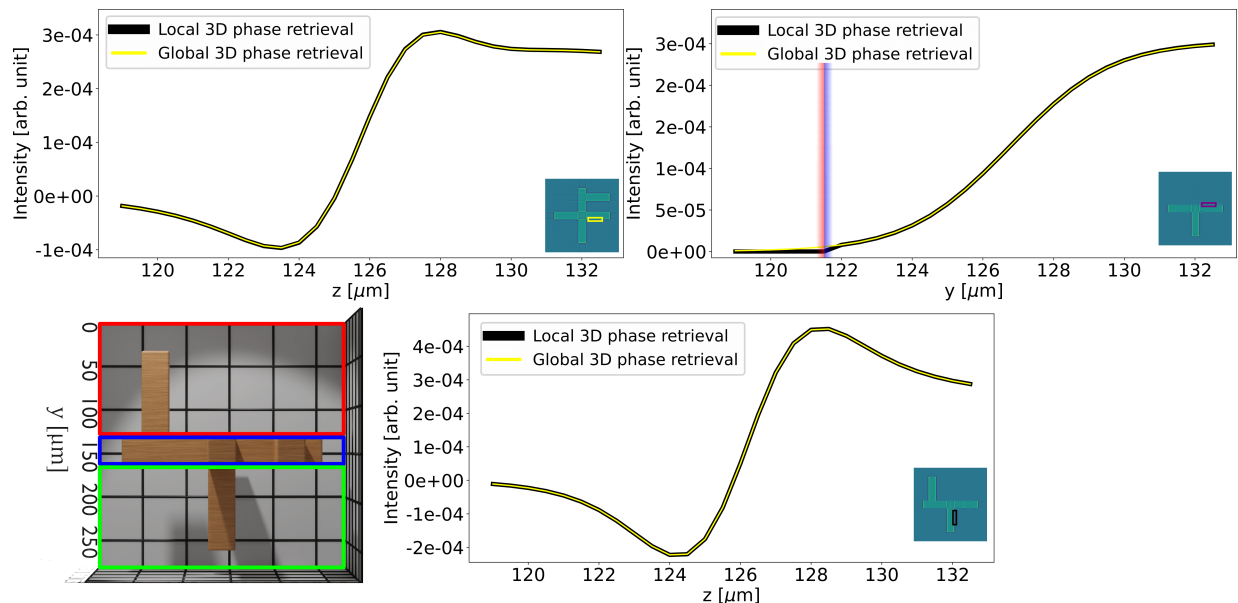 Local 3D phase retrieval
Global 3D phase retrieval
Intensity [arb. unit]
3e-04
2e-04
1e-04
0e+00
-1e-04
120
122
124
126
128
130
132
z [μm]
Local 3D phase retrieval
Global 3D phase retrieval
Intensity [arb. unit]
3e-04
2e-04
2e-04
1e-04
5e-05
0e+00
120
122
124
126
128
130
132
y [μm]
0
50
100
150
200
250
y [μm]
Local 3D phase retrieval
Global 3D phase retrieval
Intensity [arb. unit]
4e-04
3e-04
2e-04
1e-04
0e+00
-1e-04
-2e-04
120
122
124
126
128
130
132
z [μm]